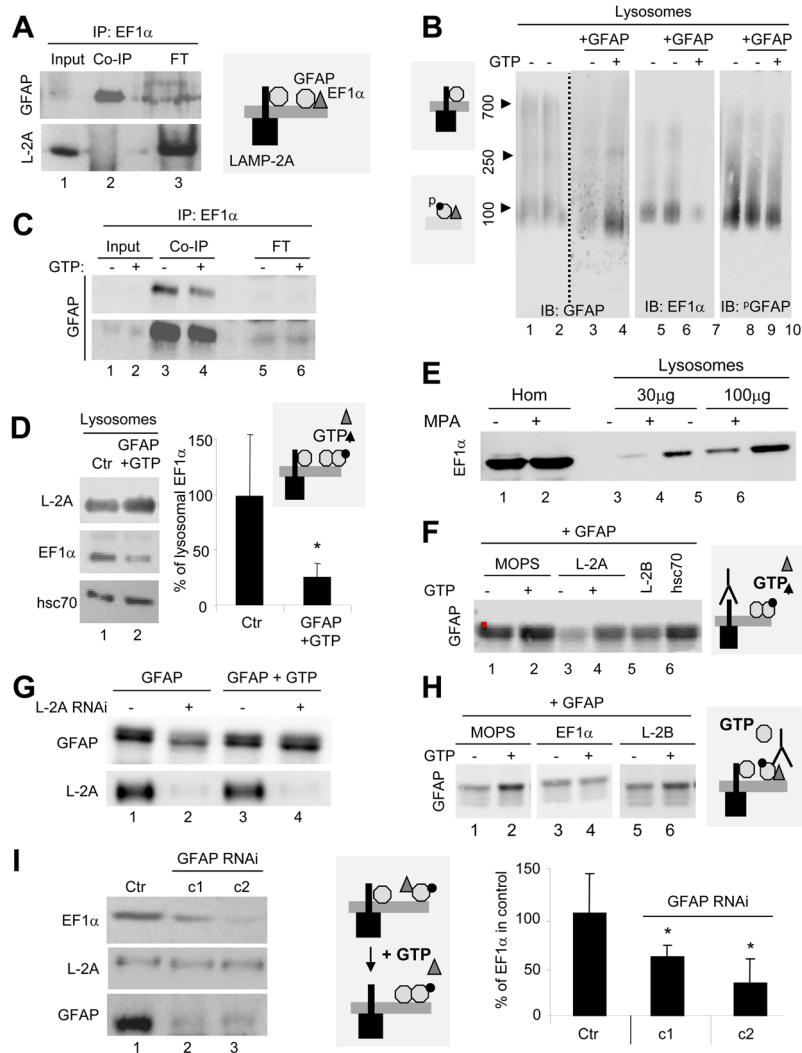 A
IP: EF1α
Input Co-IP FT
GFAP
L-2A
1 2 3
GFAP
EF1α
LAMP-2A
B
Lysosomes
+GFAP +GFAP +GFAP
GTP - - - + - - + - - +
700
250
100
p
IB: GFAP IB: EF1α IB: ᵖGFAP
1 2 3 4 5 6 7 8 9 10
C
IP: EF1α
Input Co-IP FT
GTP: - + - + - +
GFAP
1 2 3 4 5 6
D
Lysosomes
Ctr GFAP +GTP
L-2A
EF1α
hsc70
1 2
% of lysosomal EF1α
150
100
50
0
*
Ctr GFAP +GTP
GTP
E
Lysosomes
Hom 30µg 100µg
MPA - + - + - + -
EF1α
1 2 3 4 5 6
F
+ GFAP
MOPS L-2A L-2B hsc70
GTP - + - +
GFAP
1 2 3 4 5 6
GTP
G
GFAP GFAP + GTP
L-2A RNAi - + - +
GFAP
L-2A
1 2 3 4
H
+ GFAP
MOPS EF1α L-2B
GTP - + - + - +
GFAP
1 2 3 4 5 6
GTP
I
GFAP RNAi
Ctr c1 c2
EF1α
L-2A
GFAP
1 2 3
+ GTP
% of EF1α in control
150
100
50
0
GFAP RNAi
* *
Ctr c1 c2